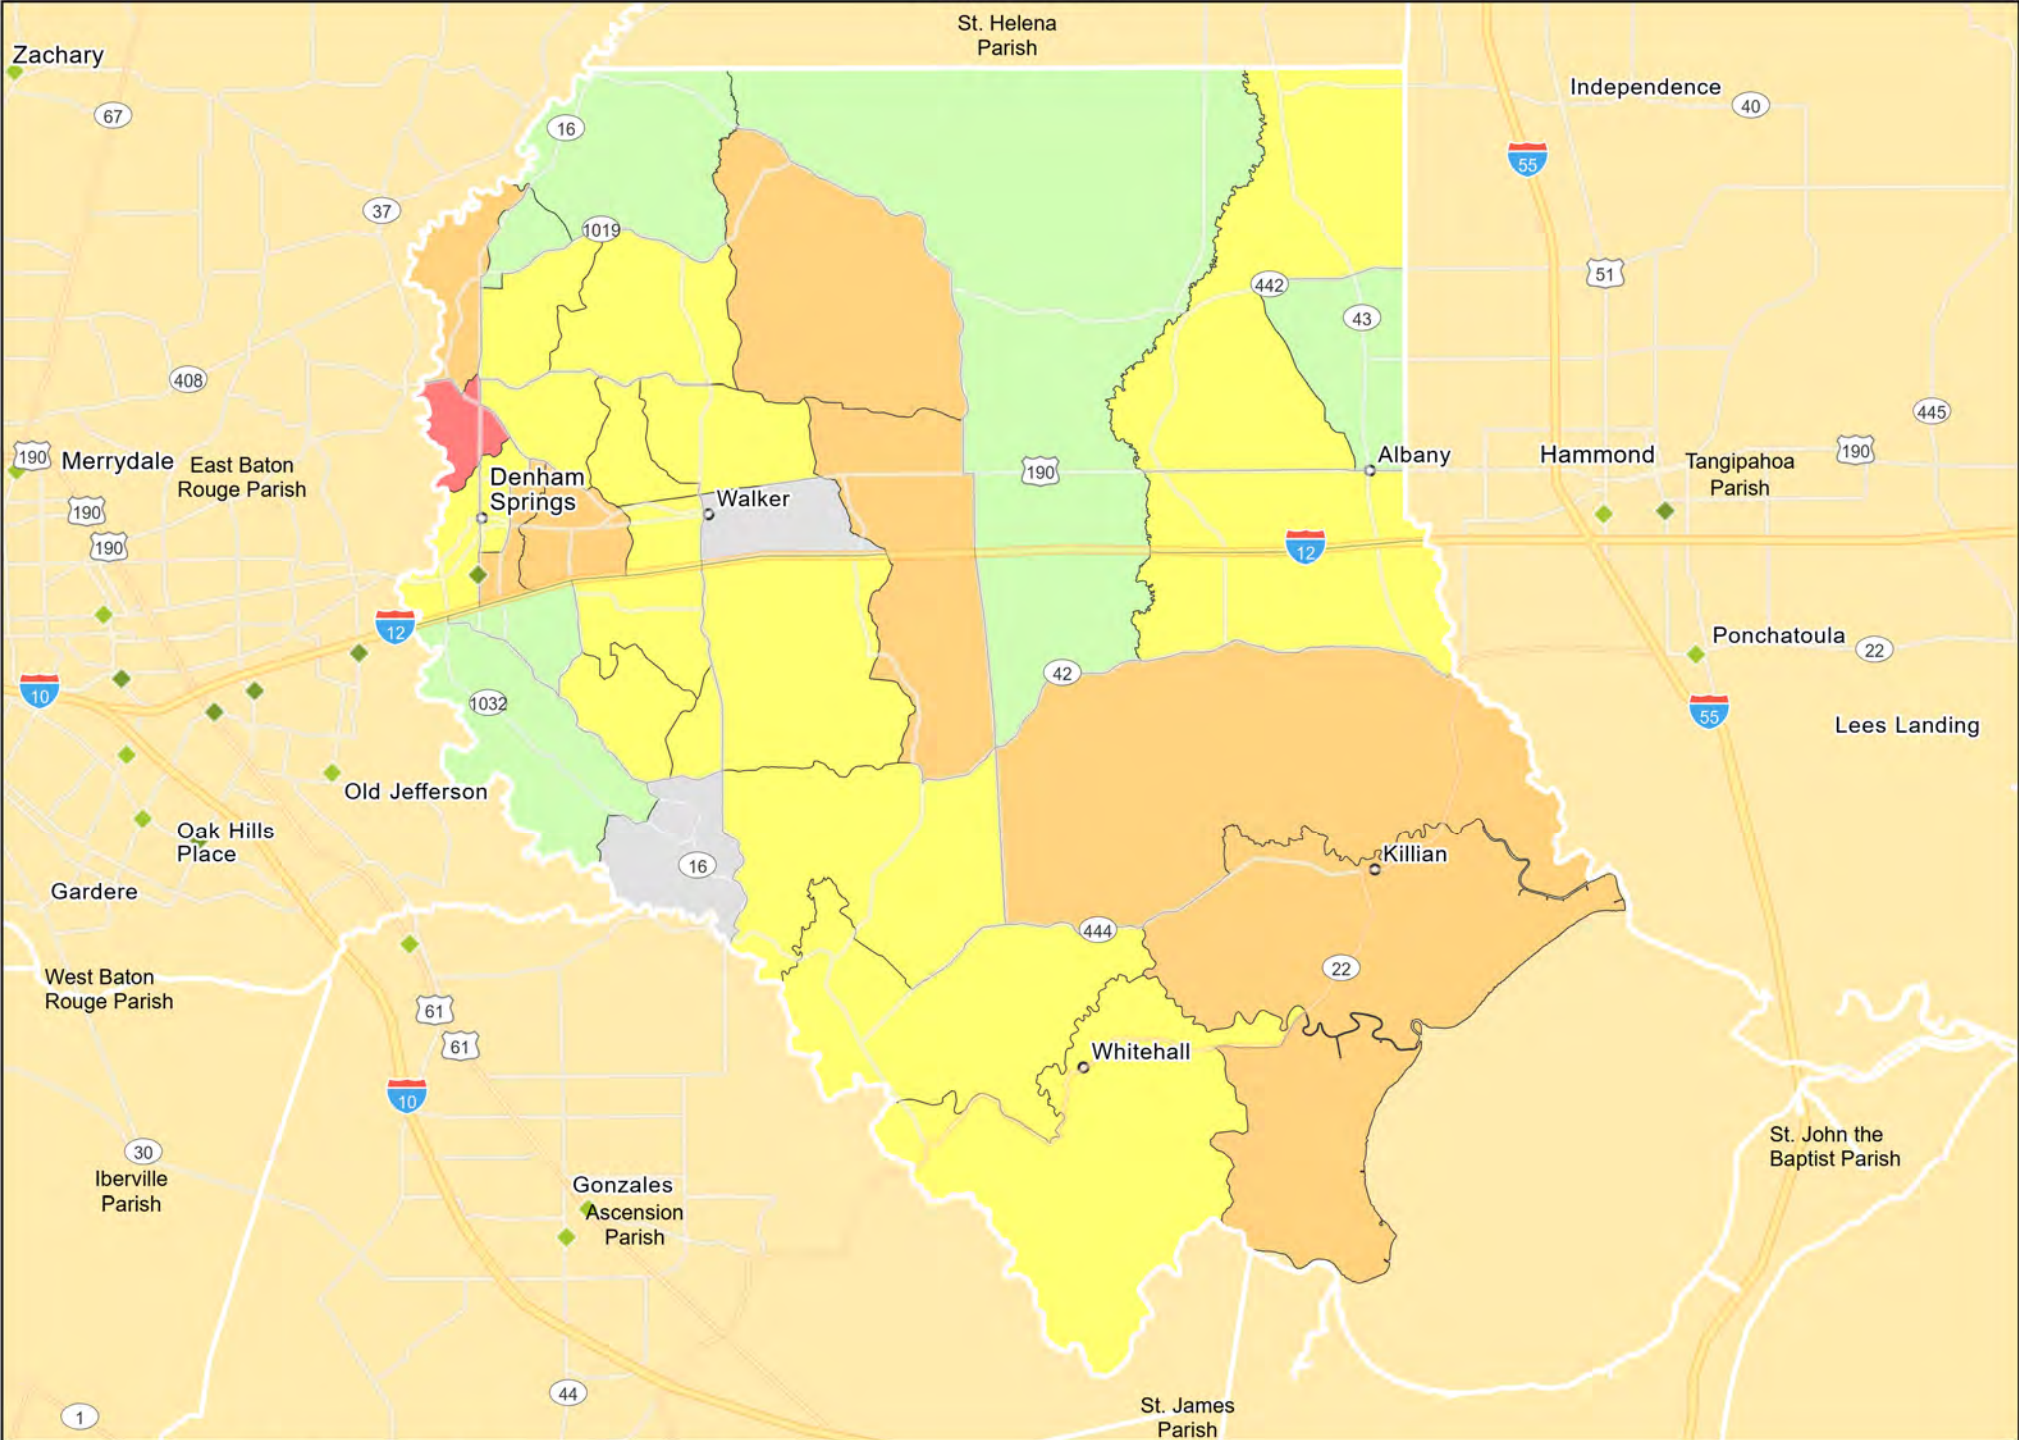 St. Helena
Parish
Zachary
Independence
40
67
16
55
37
1019
51
442
43
408
445
190
Merrydale
East Baton
Rouge Parish
Denham
Springs
Walker
190
Albany
Hammond
Tangipahoa
Parish
190
190
190
12
12
Ponchatoula
22
42
10
1032
55
Lees Landing
Old Jefferson
Oak Hills
Place
16
Killian
Gardere
444
22
West Baton
Rouge Parish
61
61
Whitehall
10
30
Iberville
Parish
St. John the
Baptist Parish
Gonzales
Ascension
Parish
44
1
St. James
Parish